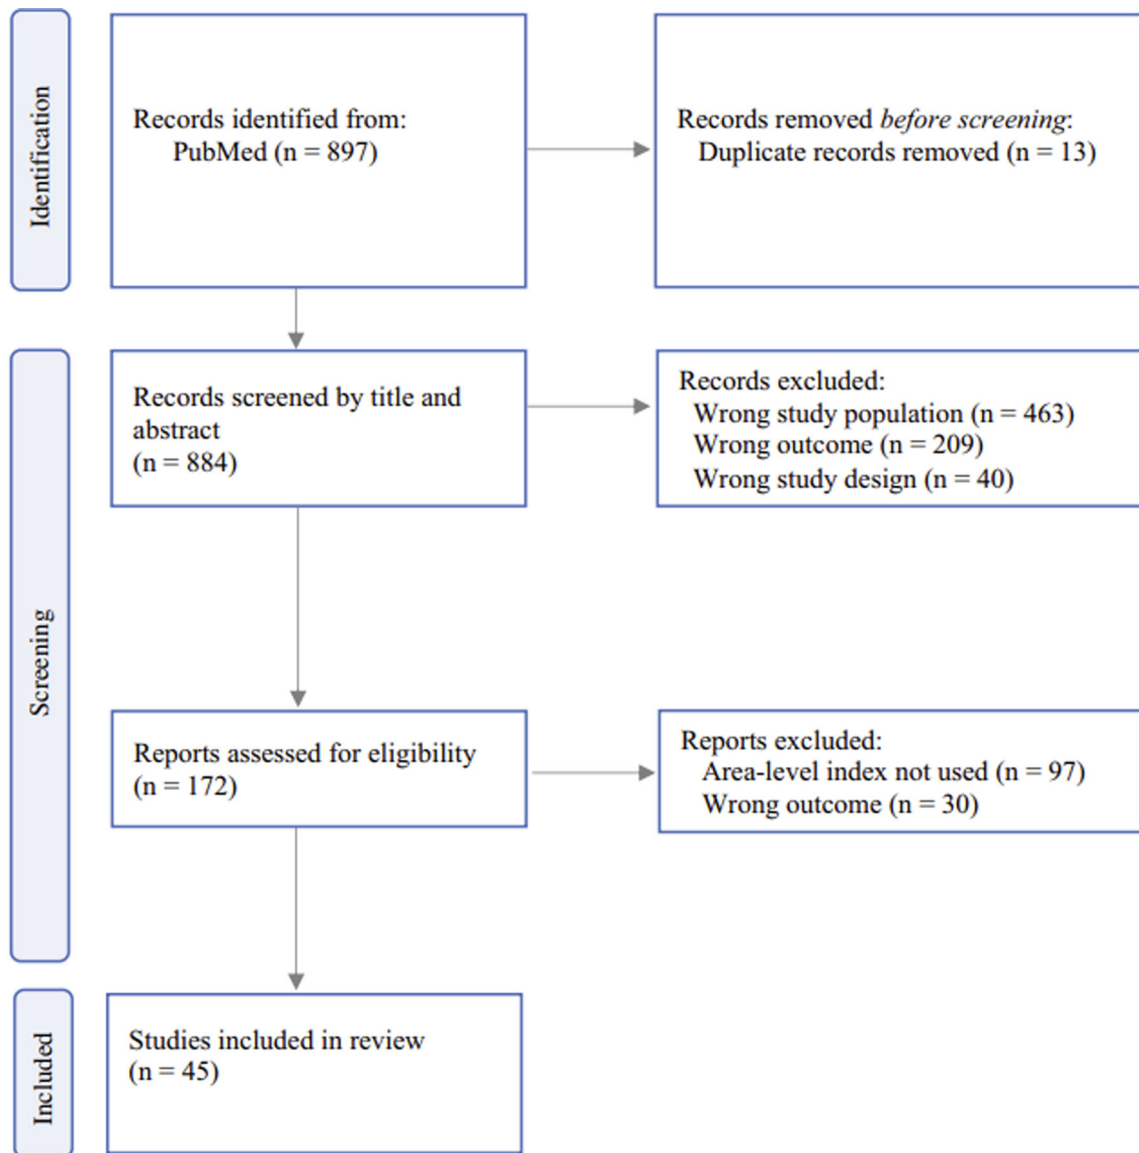 Identification
Records identified from:
PubMed (n = 897)
Records removed before screening:
Duplicate records removed (n = 13)
Screening
Records screened by title and
abstract
(n = 884)
Records excluded:
Wrong study population (n = 463)
Wrong outcome (n = 209)
Wrong study design (n = 40)
Reports assessed for eligibility
(n = 172)
Reports excluded:
Area-level index not used (n = 97)
Wrong outcome (n = 30)
Included
Studies included in review
(n = 45)